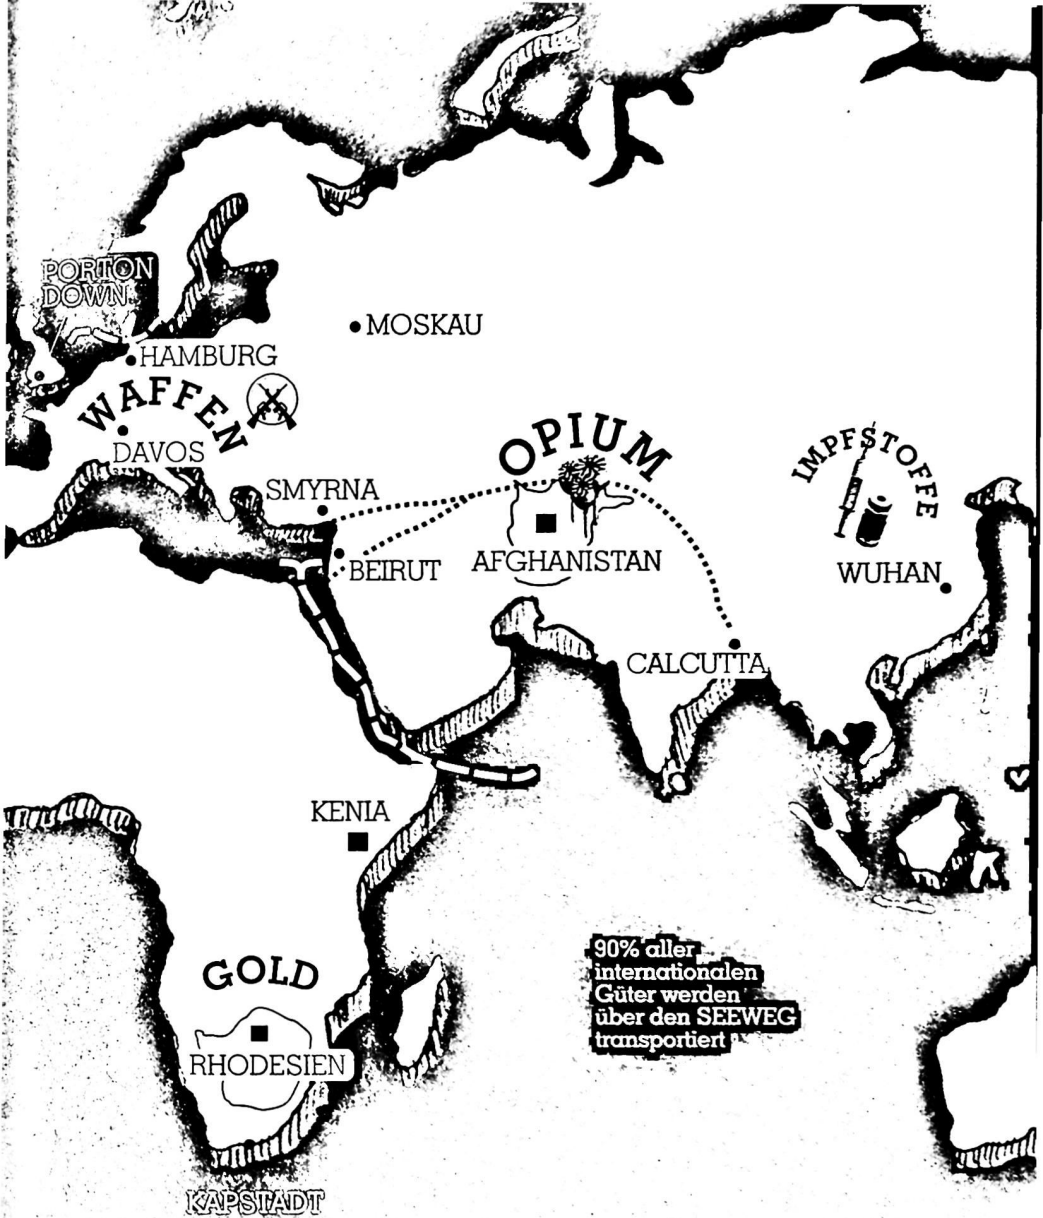 PORTON
DOWN
MOSKAU
HAMBURG
WAFFEN
DAVOS
OPIUM
IMPFSTOFFE
SMYRNA
BEIRUT
AFGHANISTAN
WUHAN
CALCUTTA
KENIA
90% aller
internationalen
Güter werden
über den SEEWEG
transportiert
GOLD
RHODESIEN
KAPSTADT